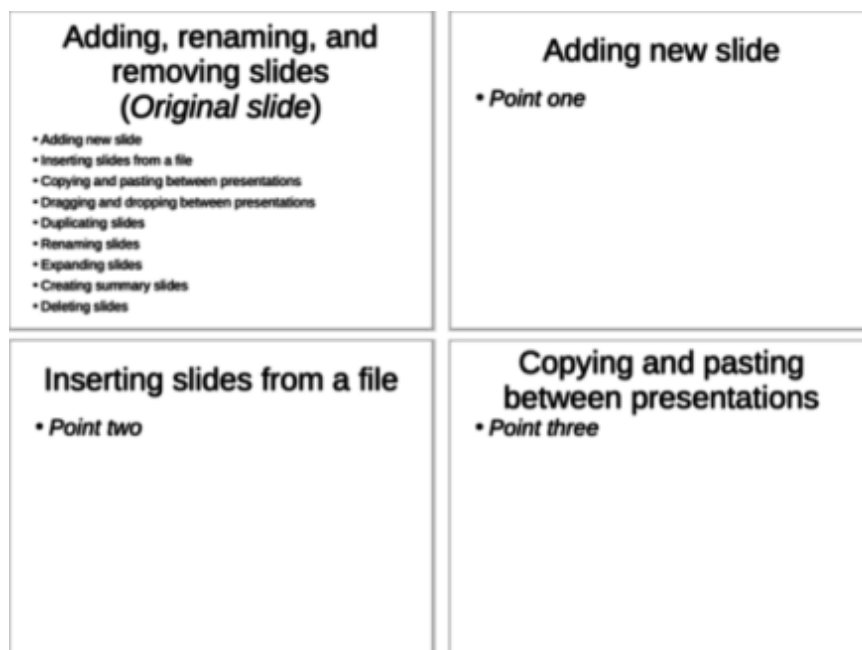 Adding, renaming, and
removing slides
(Original slide)
• Adding new slide
• Inserting slides from a file
• Copying and pasting between presentations
• Dragging and dropping between presentations
• Duplicating slides
• Renaming slides
• Expanding slides
• Creating summary slides
• Deleting slides
Adding new slide
• Point one
Inserting slides from a file
• Point two
Copying and pasting
between presentations
• Point three